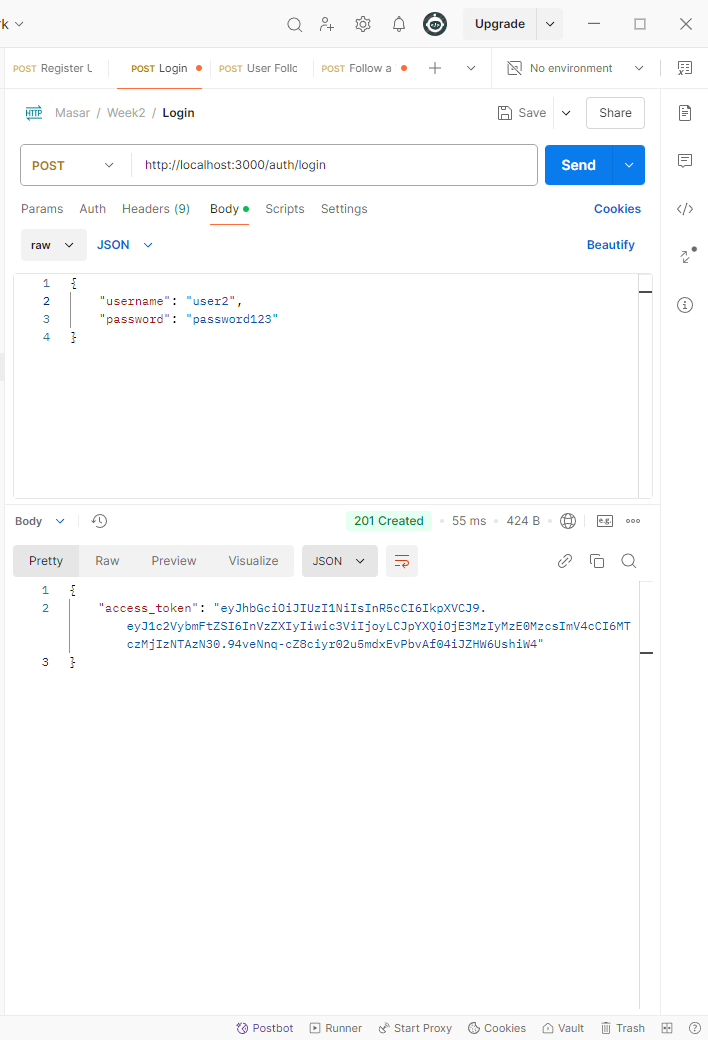 rk
Upgrade
POST Register U
POST Login
POST User Follo
POST Follow a
No environment
HTTP
Masar / Week2 / Login
Save
Share
POST
http://localhost:3000/auth/login
Send
Params
Auth
Headers (9)
Body
Scripts
Settings
Cookies
raw
JSON
Beautify
1 {
2 "username": "user2",
3 "password": "password123"
4 }
Body
201 Created
55 ms
424 B
e.g.
Pretty
Raw
Preview
Visualize
JSON
1 {
2 "access_token": "eyJhbGciOiJIUzI1NiIsInR5cCI6IkpXVCJ9.
eyJ1c2VybmFtZSI6InVzZXIyIiwic3ViIjoyLCJpYXQiOjE3MzIyMzE0MzcsImV4cCI6MT
czMjIzNTAzN30.94veNnq-cZ8ciyr02u5mdxEvPbvAf04iJZHW6UshiW4"
3 }
Postbot
Runner
Start Proxy
Cookies
Vault
Trash